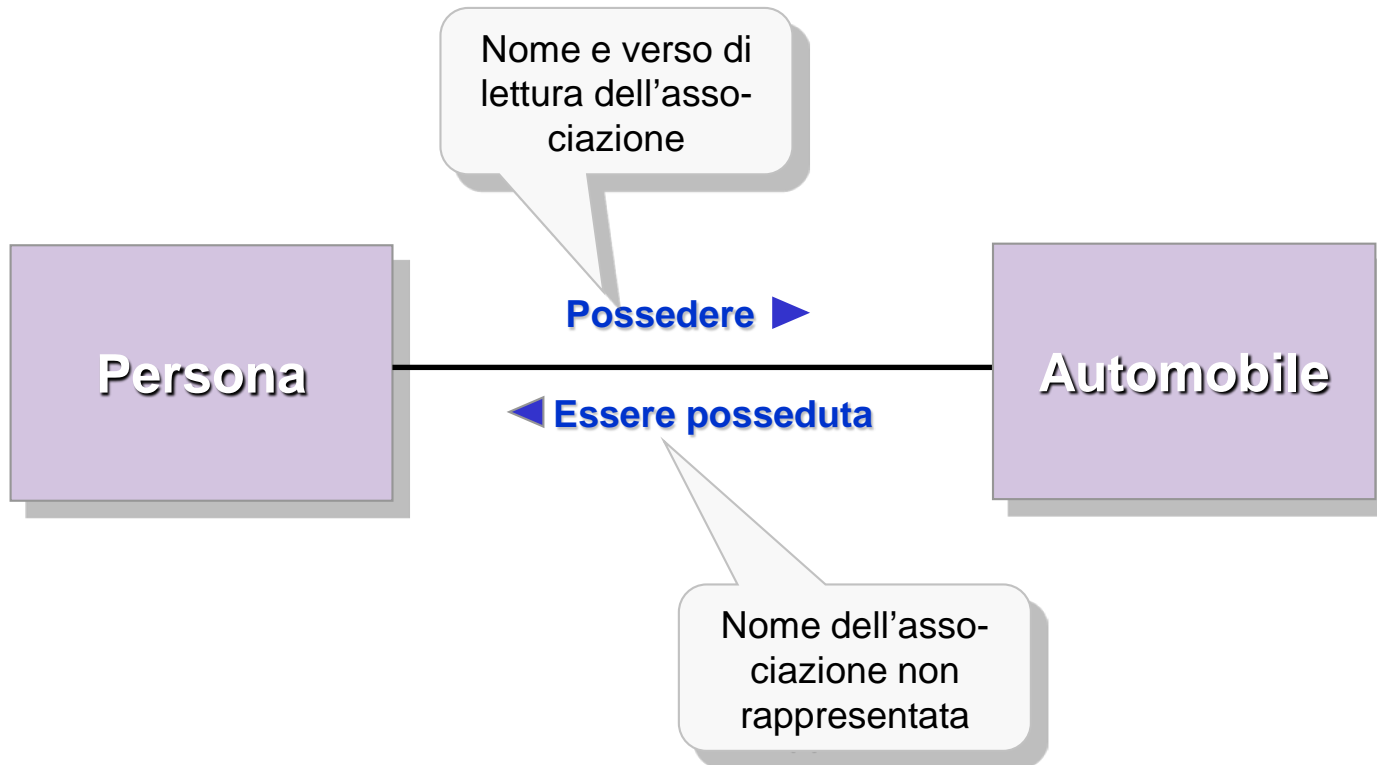 Nome e verso di
lettura dell’asso-
ciazione
Possedere
Persona
Automobile
Essere posseduta
Nome dell’asso-
ciazione non
rappresentata